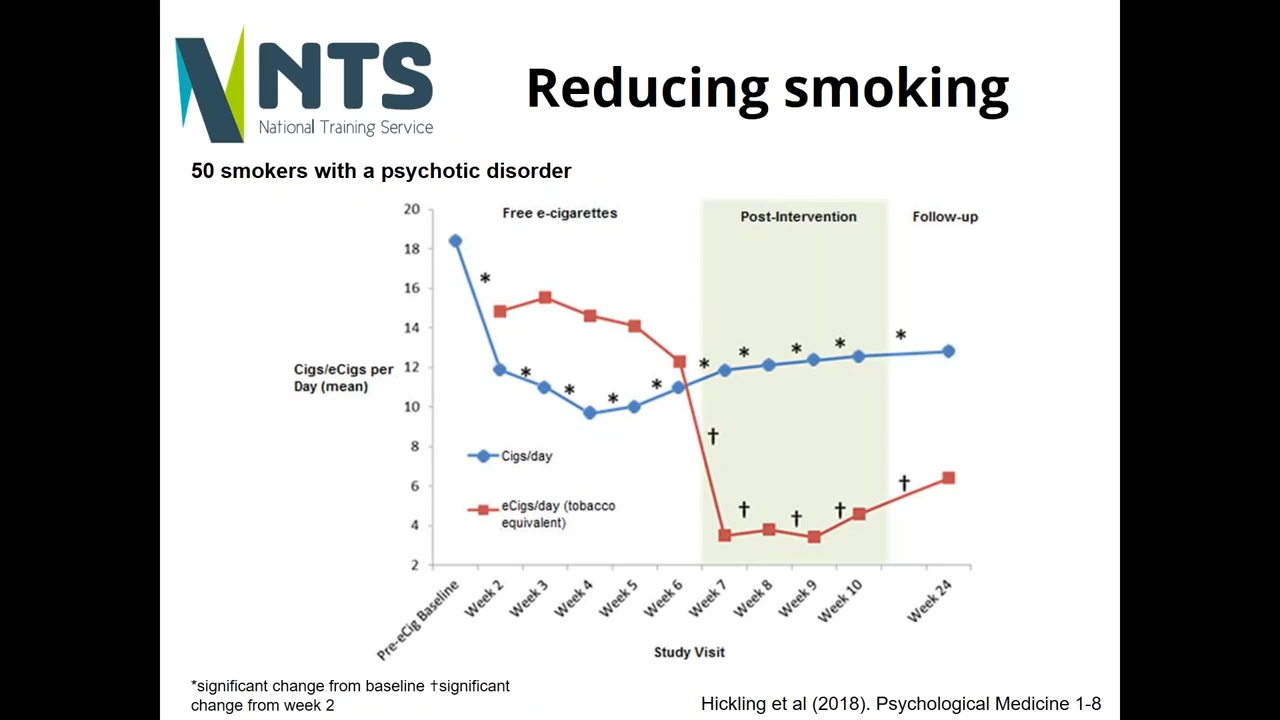 NTS
National Training Service
Reducing smoking
50 smokers with a psychotic disorder
Free e-cigarettes
Post-Intervention
Follow-up
20
18
16
14
12
10
8
6
4
2
Cigs/eCigs per
Day (mean)
*
*
*
*
*
*
*
*
*
*
†
†
†
†
†
Cigs/day
eCigs/day (tobacco
equivalent)
Pre-eCig Baseline
Week 2
Week 3
Week 4
Week 5
Week 6
Week 7
Week 8
Week 9
Week 10
Week 24
Study Visit
*significant change from baseline †significant
change from week 2
Hickling et al (2018). Psychological Medicine 1-8